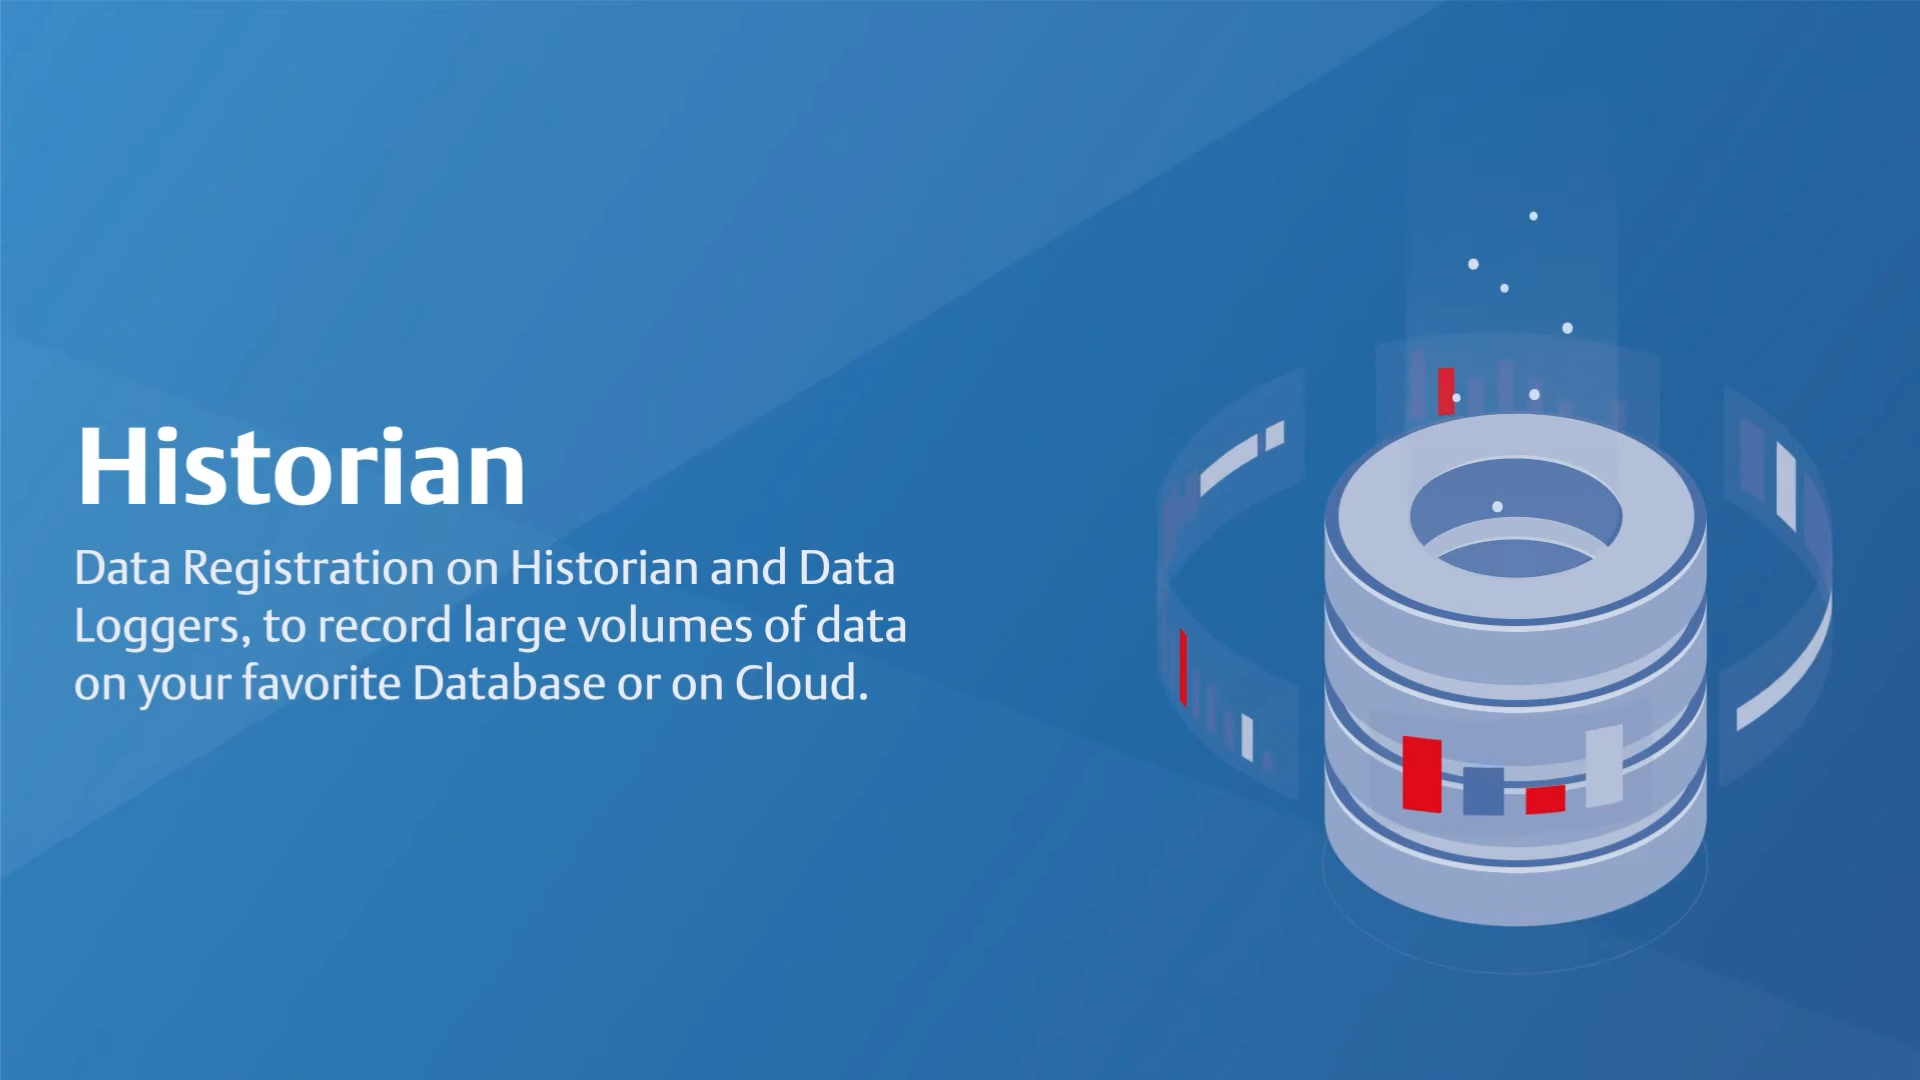 Historian
Data Registration on Historian and Data
Loggers, to record large volumes of data
on your favorite Database or on Cloud.